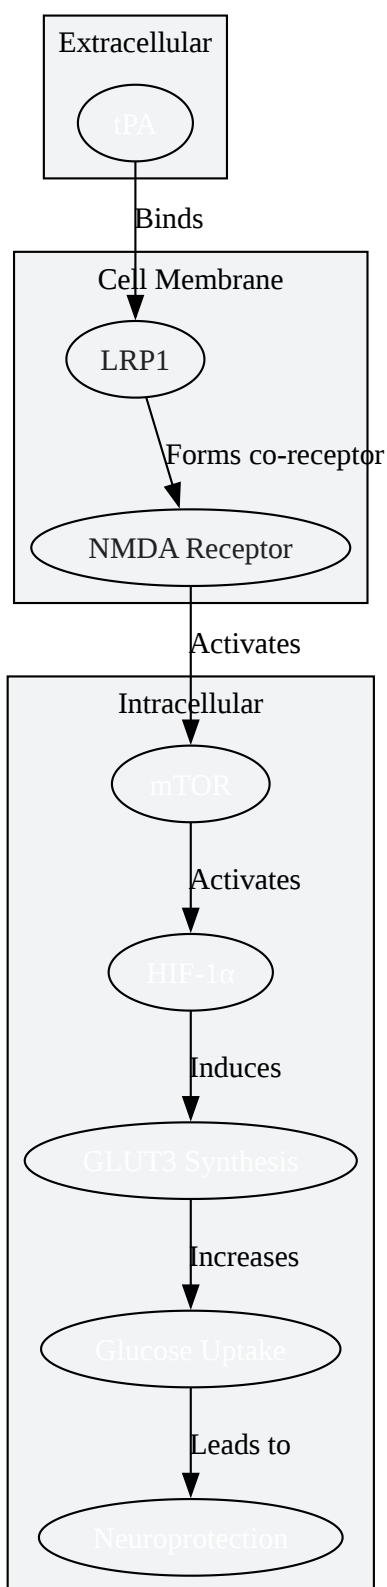 Extracellular
tPA
Binds
Cell Membrane
LRP1
Forms co-receptor
NMDA Receptor
Activates
Intracellular
mTOR
Activates
HIF-1α
Induces
GLUT3 Synthesis
Increases
Glucose Uptake
Leads to
Neuroprotection